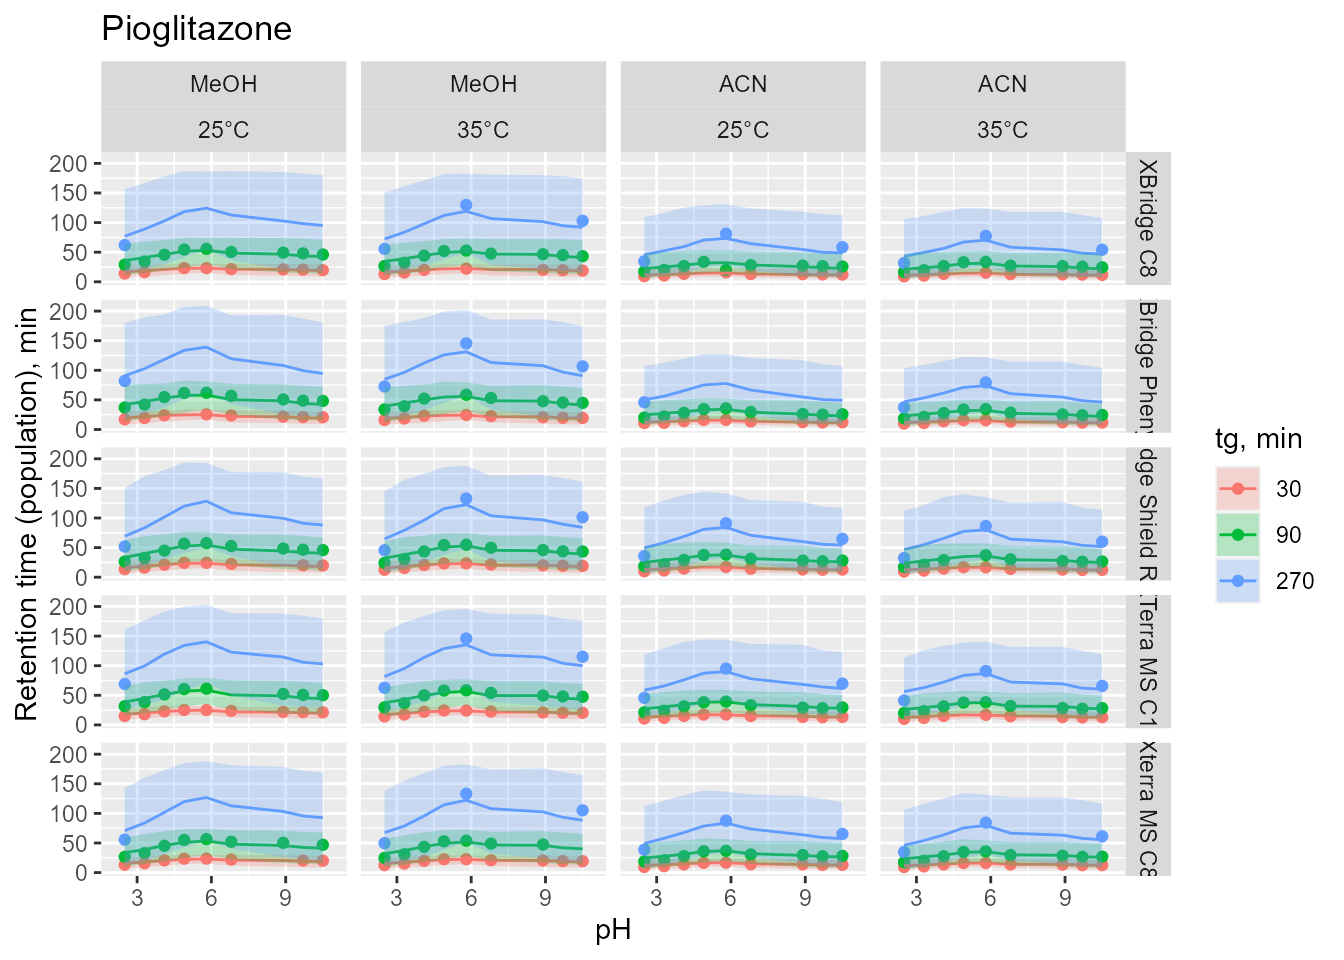 Pioglitazone
MeOH MeOH ACN ACN
25°C 35°C 25°C 35°C
200
150
100
50
0
XBridge C8
200
150
100
50
0
Bridge Pheny
200
150
100
50
0
dge Shield R
200
150
100
50
0
Terra MS C1
200
150
100
50
0
Xterra MS C8
3 6 9 3 6 9 3 6 9 3 6 9
pH
Retention time (population), min
tg, min
30
90
270